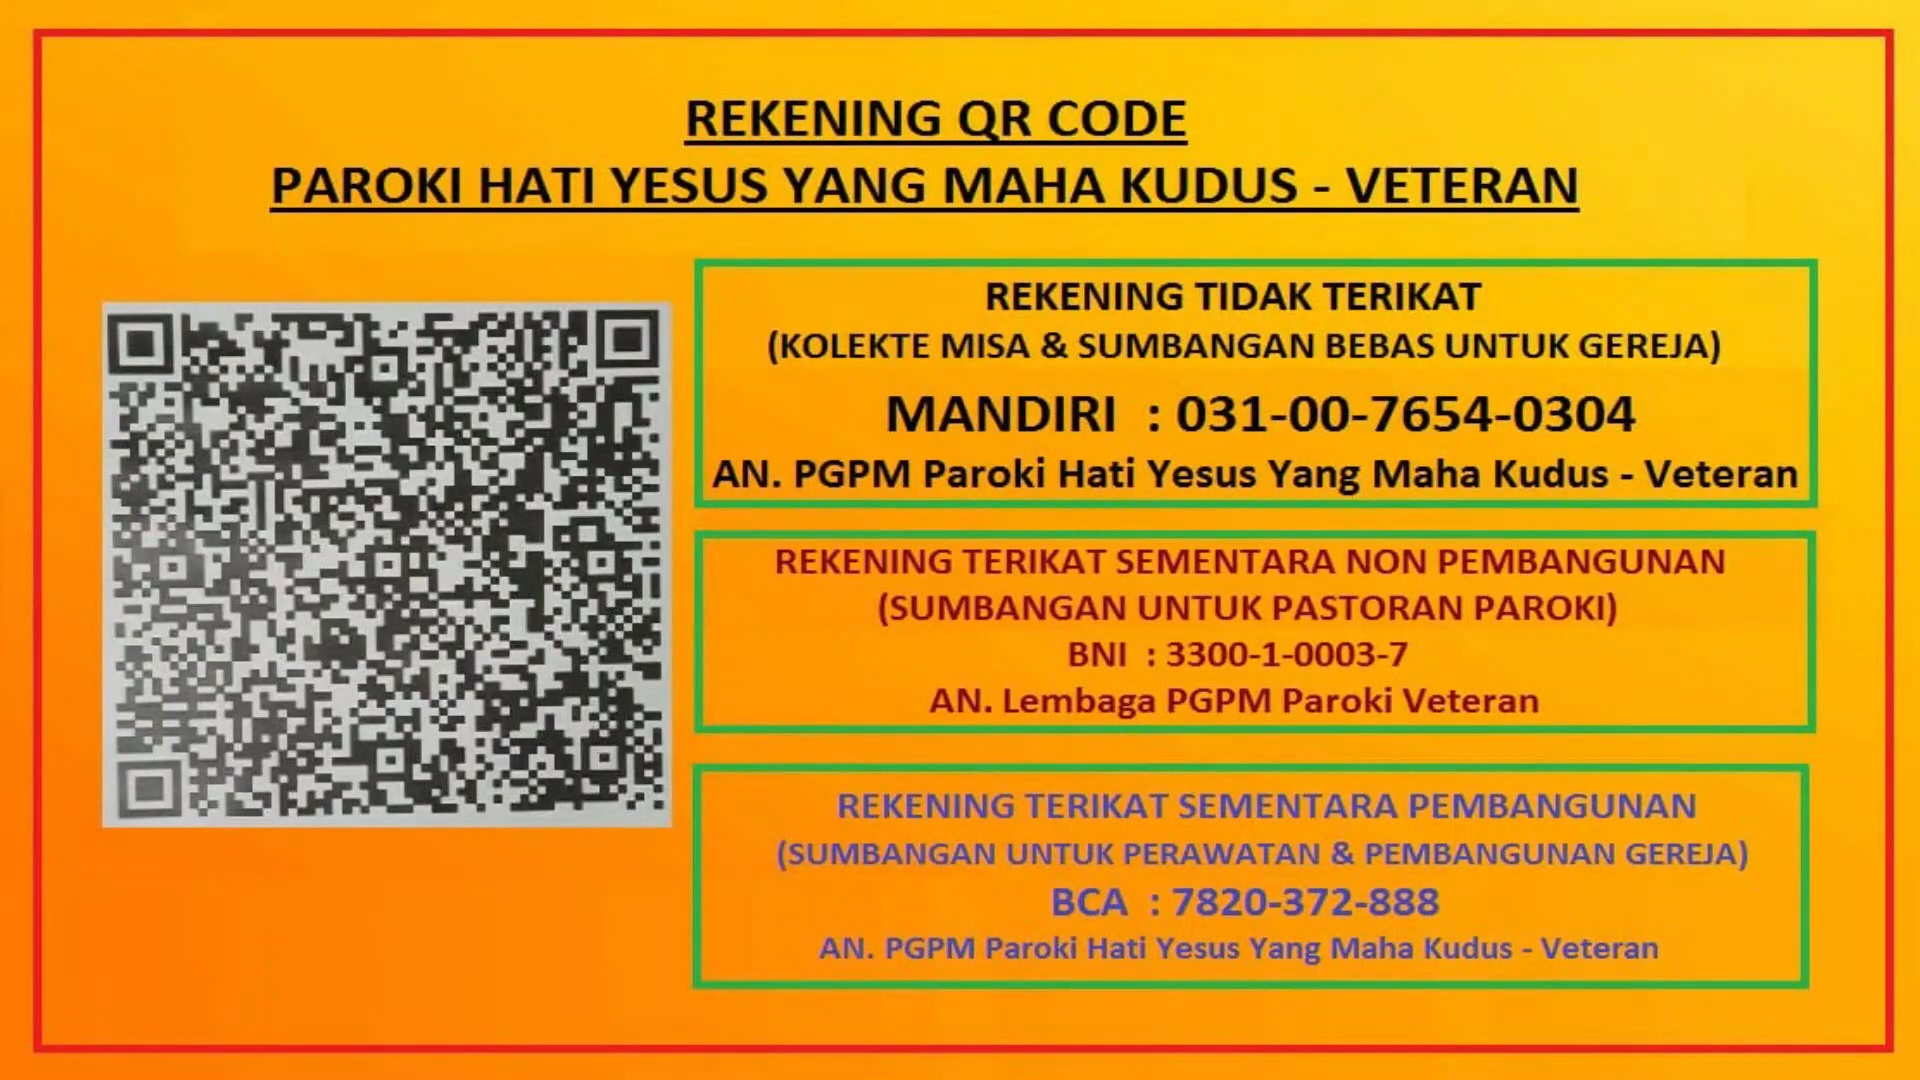 REKENING QR CODE
PAROKI HATI YESUS YANG MAHA KUDUS - VETERAN
REKENING TIDAK TERIKAT
(KOLEKTE MISA & SUMBANGAN BEBAS UNTUK GEREJA)
MANDIRI : 031-00-7654-0304
AN. PGPM Paroki Hati Yesus Yang Maha Kudus - Veteran
REKENING TERIKAT SEMENTARA NON PEMBANGUNAN
(SUMBANGAN UNTUK PASTORAN PAROKI)
BNI : 3300-1-0003-7
AN. Lembaga PGPM Paroki Veteran
REKENING TERIKAT SEMENTARA PEMBANGUNAN
(SUMBANGAN UNTUK PERAWATAN & PEMBANGUNAN GEREJA)
BCA : 7820-372-888
AN. PGPM Paroki Hati Yesus Yang Maha Kudus - Veteran